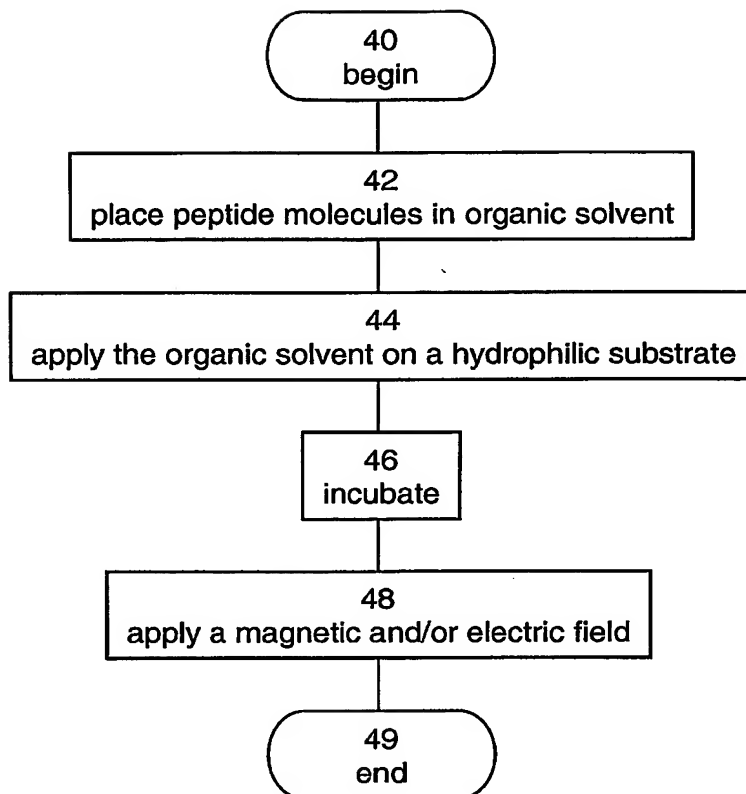 40
begin
42
place peptide molecules in organic solvent
44
apply the organic solvent on a hydrophilic substrate
46
incubate
48
apply a magnetic and/or electric field
49
end